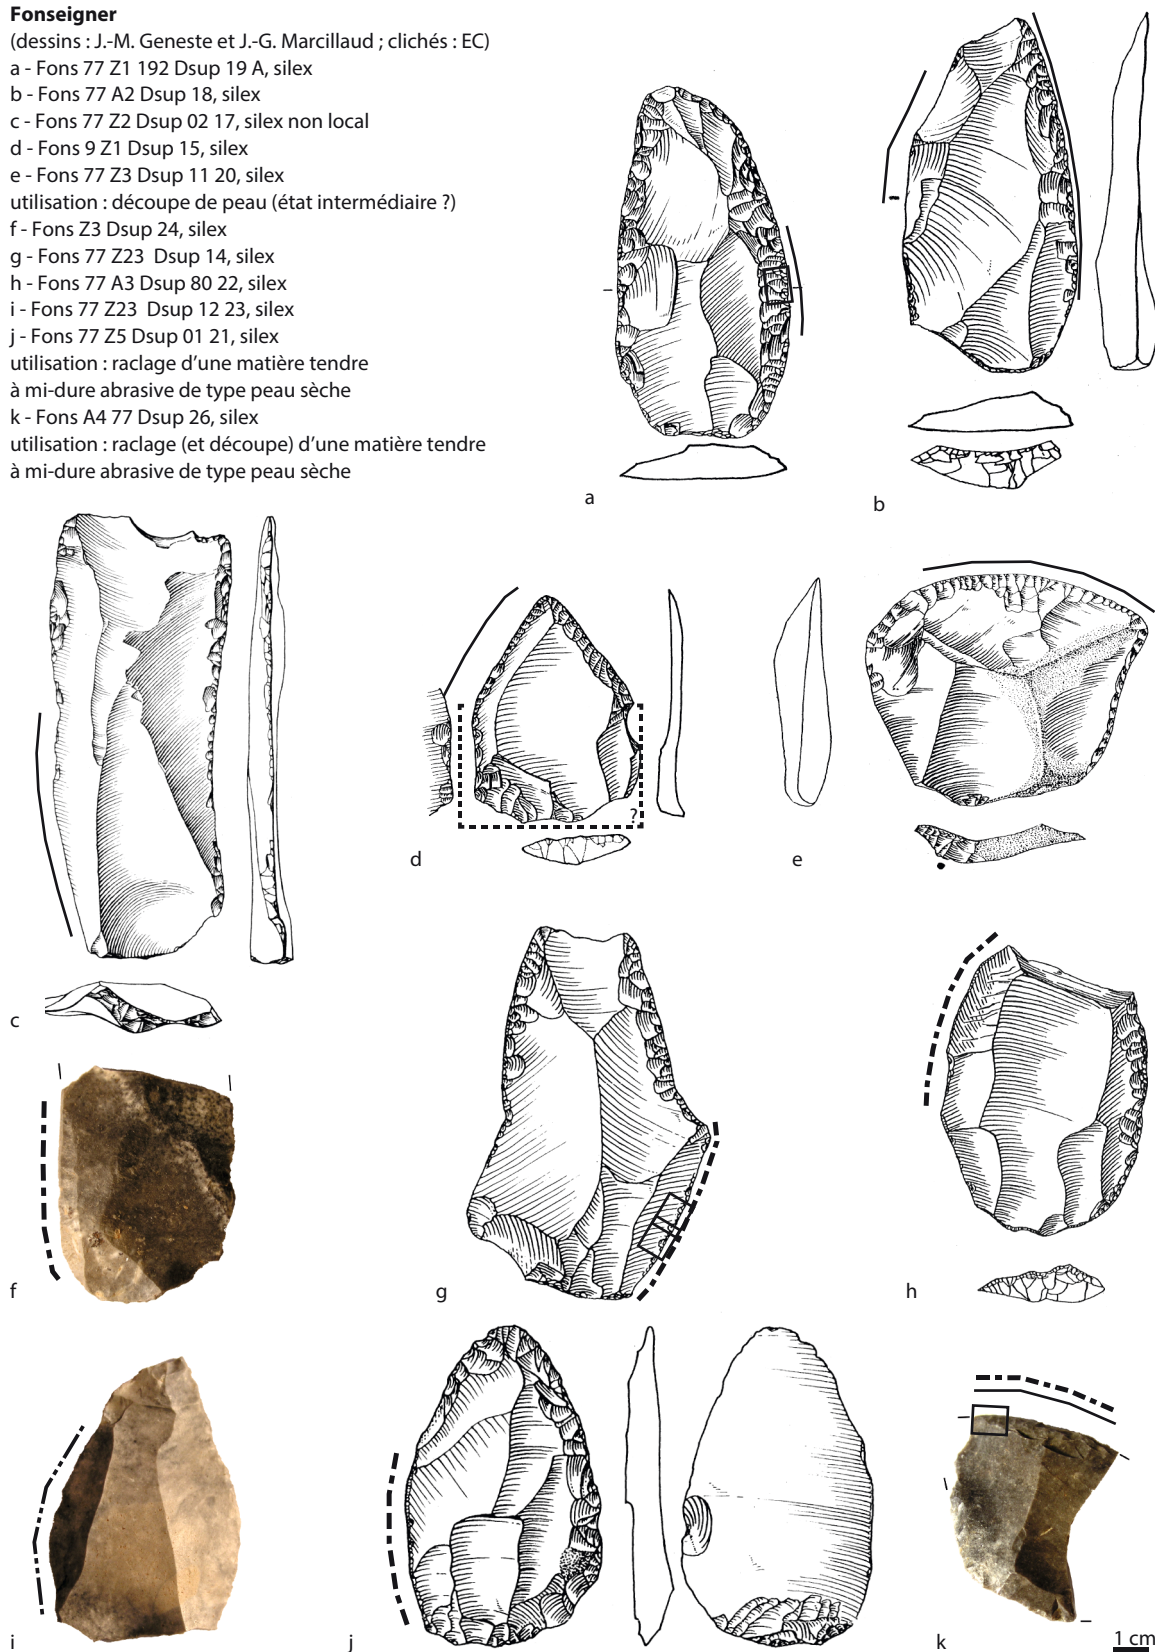 Fonseigner
(dessins : J.-M. Geneste et J.-G. Marcillaud ; clichés : EC)
a - Fons 77 Z1 192 Dsup 19 A, silex
b - Fons 77 A2 Dsup 18, silex
c - Fons 77 Z2 Dsup 02 17, silex non local
d - Fons 9 Z1 Dsup 15, silex
e - Fons 77 Z3 Dsup 11 20, silex
utilisation : découpe de peau (état intermédiaire ?)
f - Fons Z3 Dsup 24, silex
g - Fons 77 Z23 Dsup 14, silex
h - Fons 77 A3 Dsup 80 22, silex
i - Fons 77 Z23 Dsup 12 23, silex
j - Fons 77 Z5 Dsup 01 21, silex
utilisation : raclage d'une matière tendre
à mi-dure abrasive de type peau sèche
k - Fons A4 77 Dsup 26, silex
utilisation : raclage (et découpe) d'une matière tendre
à mi-dure abrasive de type peau sèche
a
b
?
d
e
c
f
g
h
i
j
k
1 cm